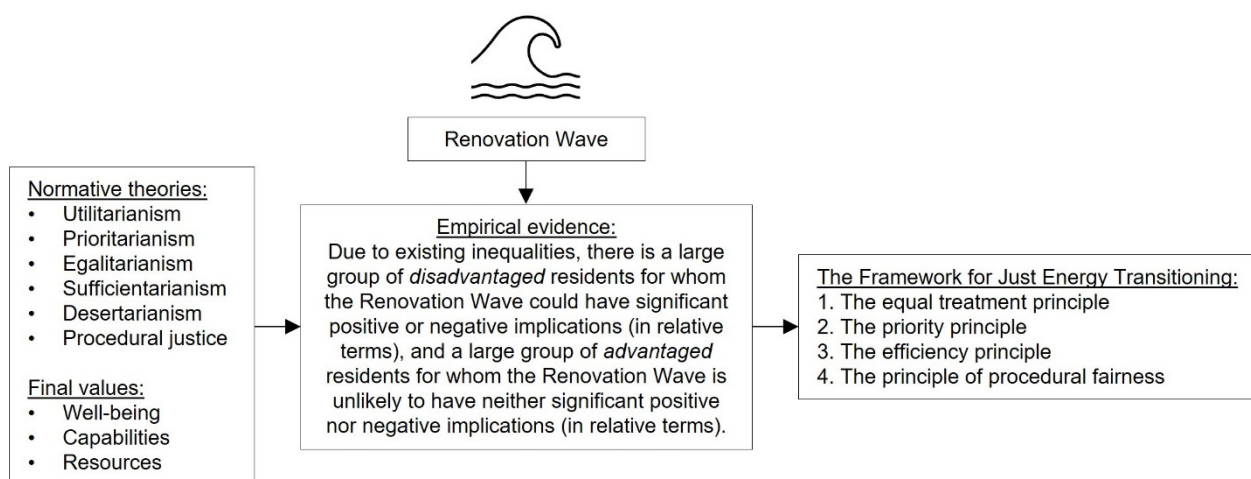 Renovation Wave
Normative theories:
• Utilitarianism
• Prioritarianism
• Egalitarianism
• Sufficientarianism
• Desertarianism
• Procedural justice
Final values:
• Well-being
• Capabilities
• Resources
Empirical evidence:
Due to existing inequalities, there is a large
group of disadvantaged residents for whom
the Renovation Wave could have significant
positive or negative implications (in relative
terms), and a large group of advantaged
residents for whom the Renovation Wave is
unlikely to have neither significant positive
nor negative implications (in relative terms).
The Framework for Just Energy Transitioning:
1. The equal treatment principle
2. The priority principle
3. The efficiency principle
4. The principle of procedural fairness